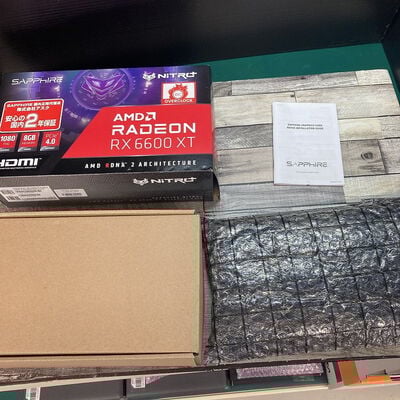 SAPPHIRE
NITRO+
SAPPHIRE 国内正規代理店
株式会社アスク
安心の
国内2年
保証
OVERCLOCK
AMD
RADEON
RX 6600 XT
1080
8GB
PCIe
4.0
HDMI
AMD RDNA 2 ARCHITECTURE
NITRO+
SAPPHIRE